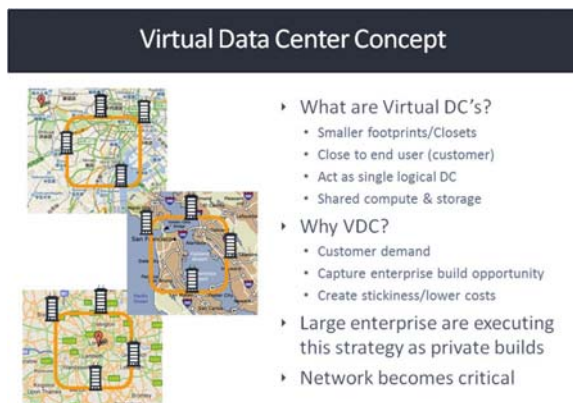 Virtual Data Center Concept
What are Virtual DC's?
Smaller footprints/Closets
Close to end user (customer)
Act as single logical DC
Shared compute & storage
Why VDC?
Customer demand
Capture enterprise build opportunity
Create stickiness/lower costs
Large enterprise are executing
this strategy as private builds
Network becomes critical
San Francisco